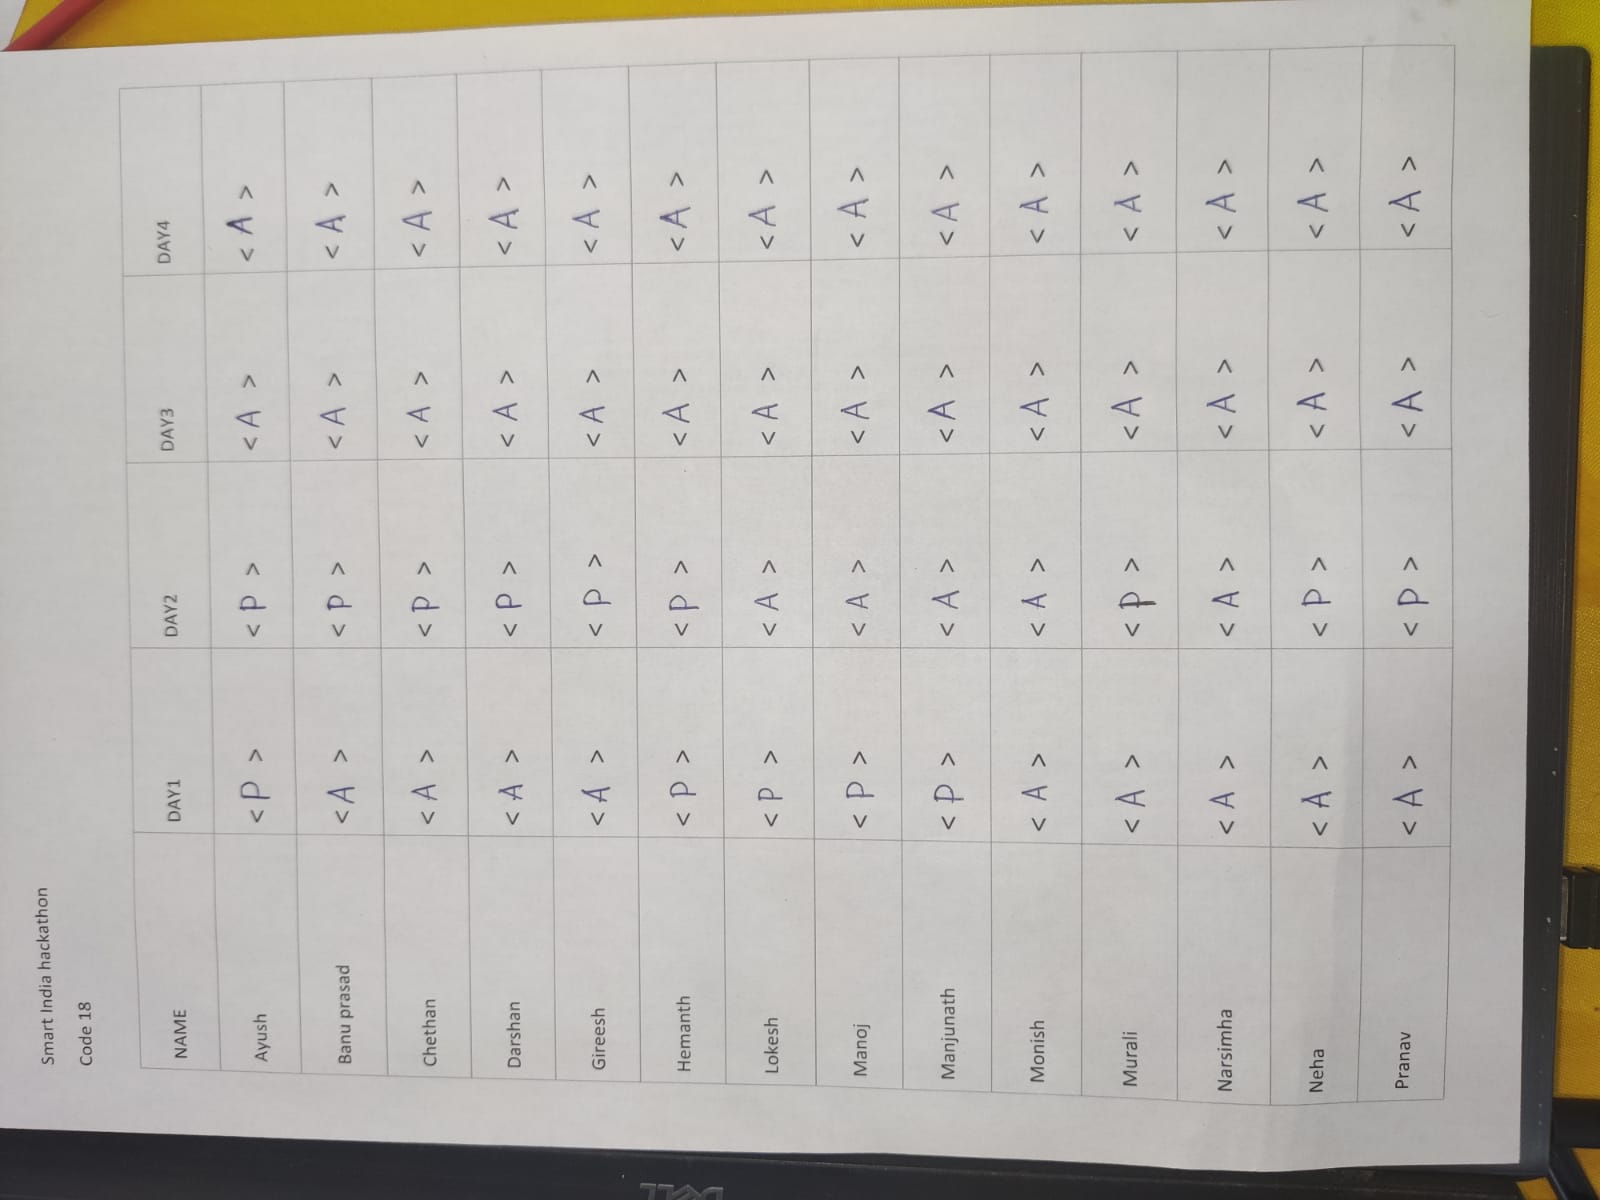 Smart India hackathon
Code 18
NAME DAY1 DAY2 DAY3 DAY4
Ayush < P > < P > < A > < A >
Banu prasad < A > < P > < A > < A >
Chethan < A > < P > < A > < A >
Darshan < A > < P > < A > < A >
Gireesh < A > < P > < A > < A >
Hemanth < P > < P > < A > < A >
Lokesh < P > < A > < A > < A >
Manoj < P > < A > < A > < A >
Manjunath < P > < A > < A > < A >
Monish < A > < A > < A > < A >
Murali < A > < P > < A > < A >
Narsimha < A > < A > < A > < A >
Neha < A > < P > < A > < A >
Pranav < A > < P > < A > < A >
DELL